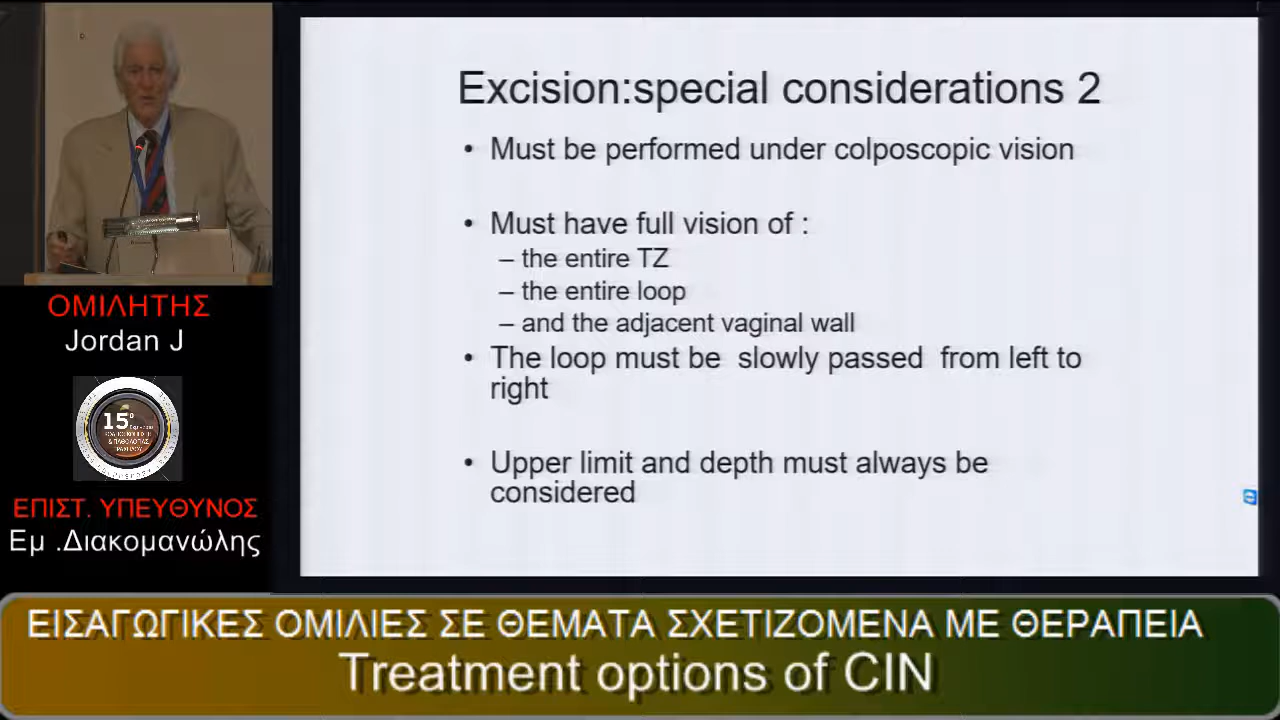 Excision:special considerations 2
• Must be performed under colposcopic vision
• Must have full vision of :
– the entire TZ
– the entire loop
– and the adjacent vaginal wall
• The loop must be slowly passed from left to
right
• Upper limit and depth must always be
considered
ΟΜΙΛΗΤΗΣ
Jordan J
15ο
ΕΠΙΣΤ. ΥΠΕΥΘΥΝΟΣ
Εμ .Διακομανώλης
ΕΙΣΑΓΩΓΙΚΕΣ ΟΜΙΛΙΕΣ ΣΕ ΘΕΜΑΤΑ ΣΧΕΤΙΖΟΜΕΝΑ ΜΕ ΘΕΡΑΠΕΙΑ
Treatment options of CIN